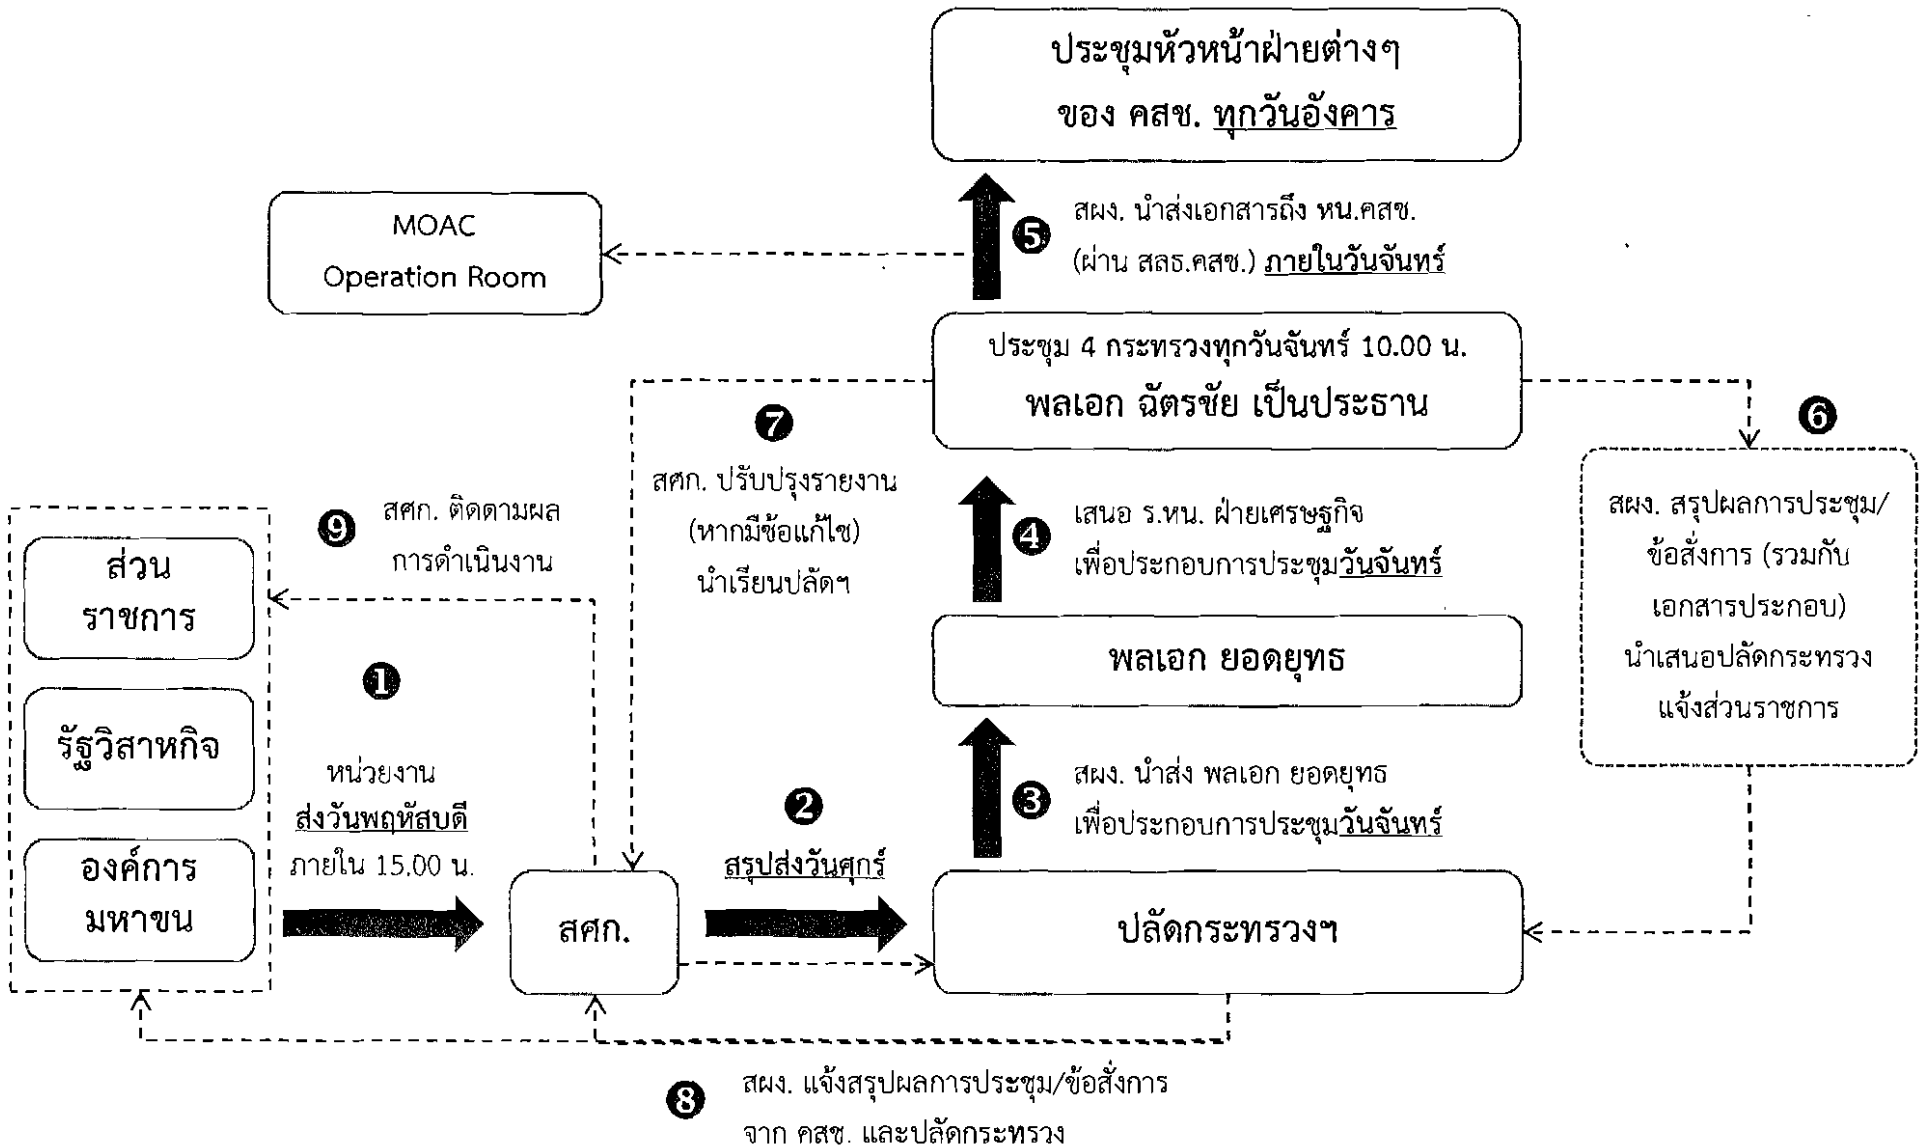 ประชุมหัวหน้าฝ่ายต่างๆ
ของ คสช. ทุกวันอังคาร
MOAC
Operation Room
❺
สผง. นำส่งเอกสารถึง หน.คสช.
(ผ่าน สลธ.คสช.) ภายในวันจันทร์
ประชุม 4 กระทรวงทุกวันจันทร์ 10.00 น.
พลเอก ฉัตรชัย เป็นประธาน
❻
สผง. สรุปผลการประชุม/
ข้อสั่งการ (รวมกับ
เอกสารประกอบ)
นำเสนอปลัดกระทรวง
แจ้งส่วนราชการ
❼
สศก. ปรับปรุงรายงาน
(หากมีข้อแก้ไข)
นำเรียนปลัดฯ
❹
เสนอ ร.หน. ฝ่ายเศรษฐกิจ
เพื่อประกอบการประชุมวันจันทร์
❾
สศก. ติดตามผล
การดำเนินงาน
ส่วน
ราชการ
รัฐวิสาหกิจ
องค์การ
มหาชน
พลเอก ยอดยุทธ
❶
หน่วยงาน
ส่งวันพฤหัสบดี
ภายใน 15.00 น.
❷
สรุปส่งวันศุกร์
❸
สผง. นำส่ง พลเอก ยอดยุทธ
เพื่อประกอบการประชุมวันจันทร์
สศก.
ปลัดกระทรวงฯ
❽
สผง. แจ้งสรุปผลการประชุม/ข้อสั่งการ
จาก คสช. และปลัดกระทรวง